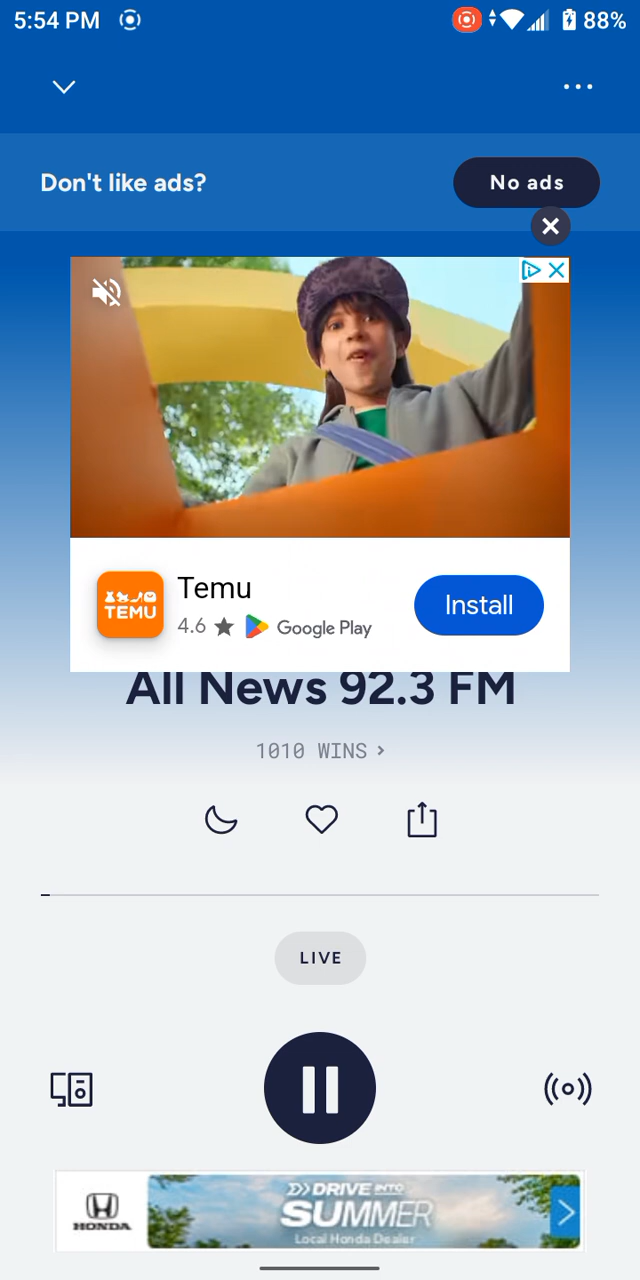 5:54 PM
88%
Don't like ads?
No ads
Temu
TEMU
4.6
Google Play
Install
All News 92.3 FM
1010 WINS
LIVE
DRIVE INTO
SUMMER
HONDA
Local Honda Dealer